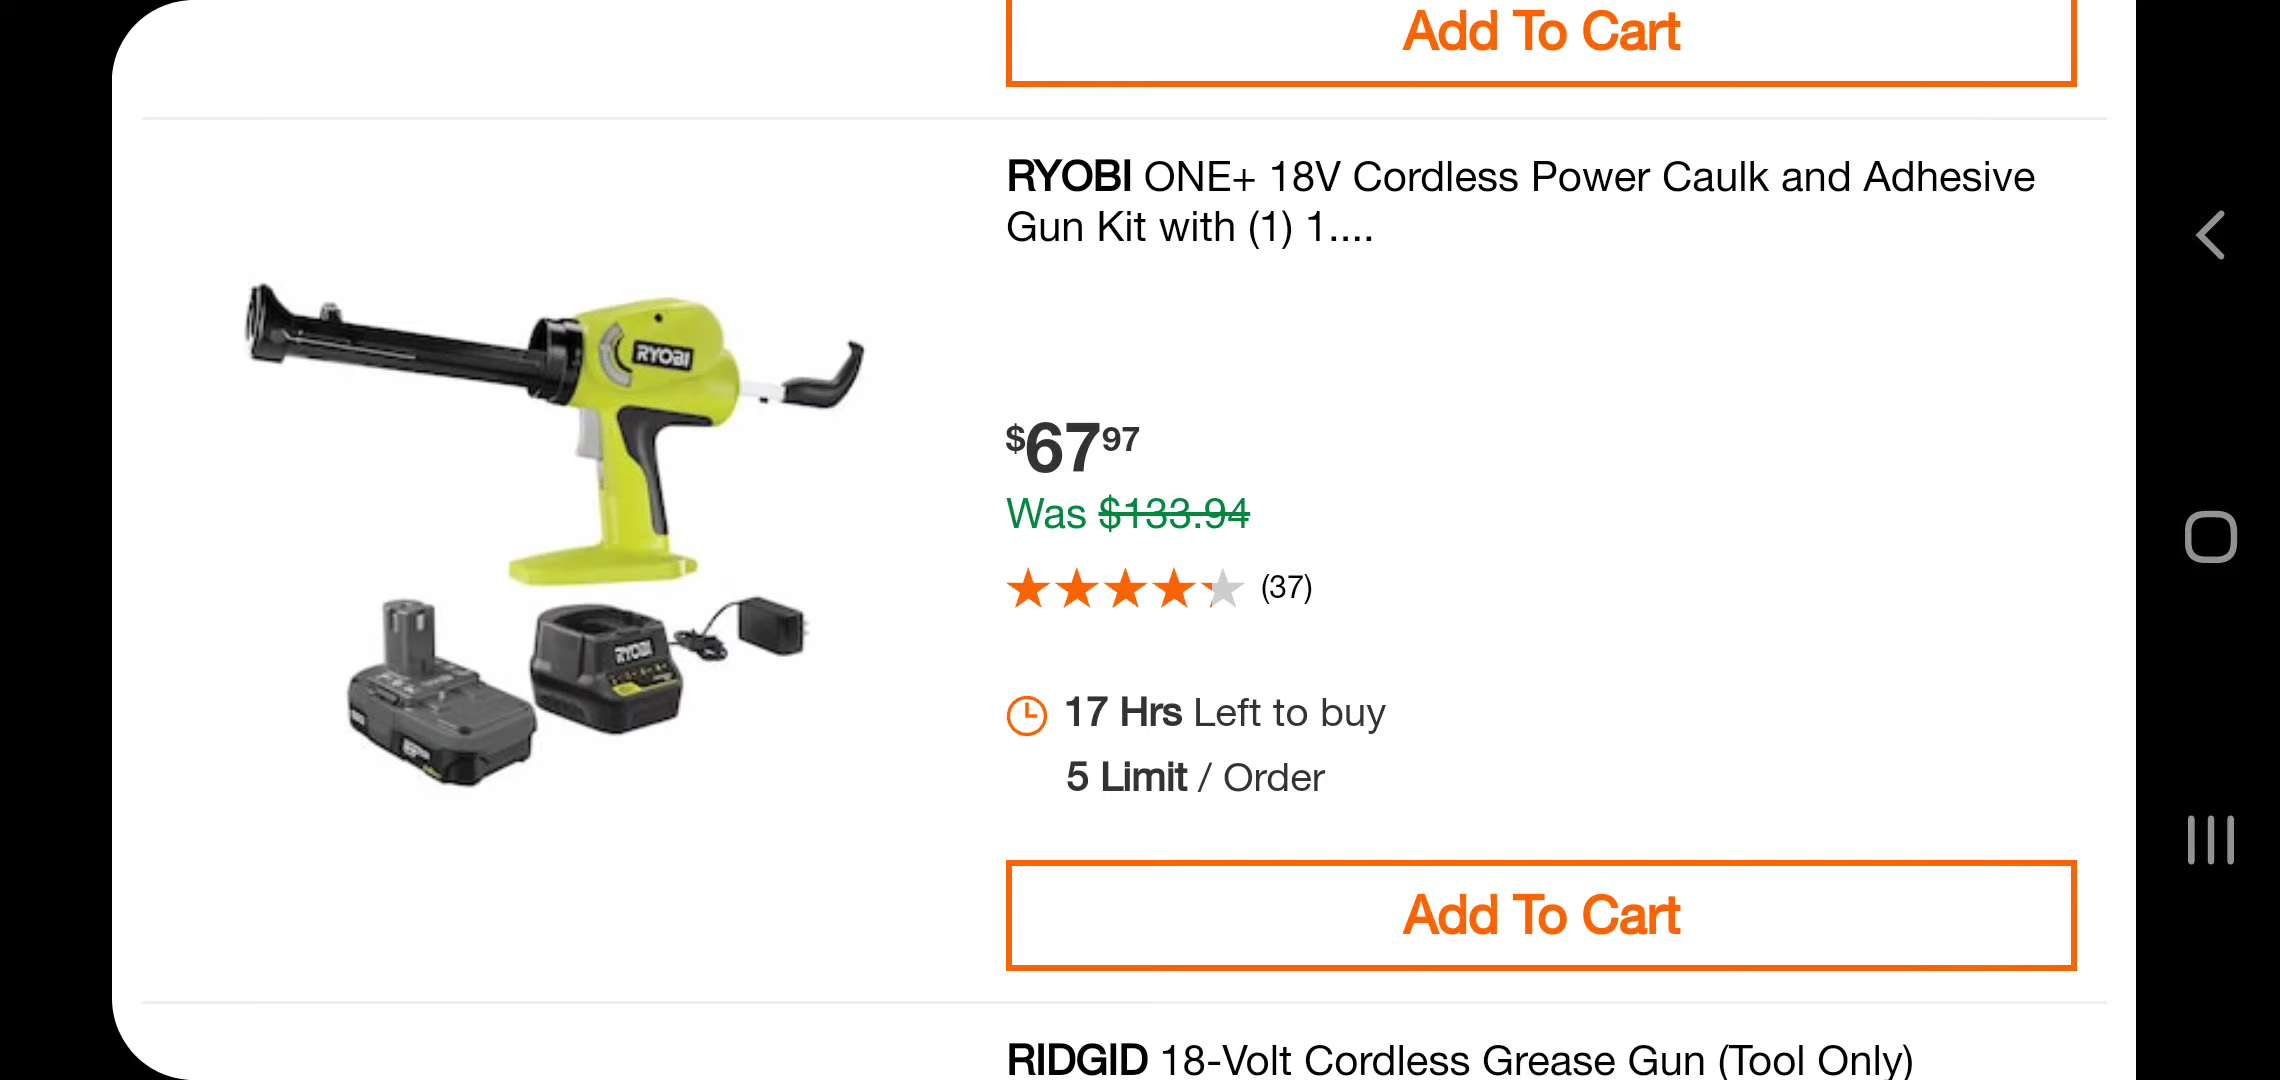 Add To Cart
RYOBI ONE+ 18V Cordless Power Caulk and Adhesive
Gun Kit with (1) 1....
RYOBI
$67 97
Was $133.94
(37)
RYOBI
17 Hrs Left to buy
5 Limit / Order
Add To Cart
RIDGID 18-Volt Cordless Grease Gun (Tool Only)